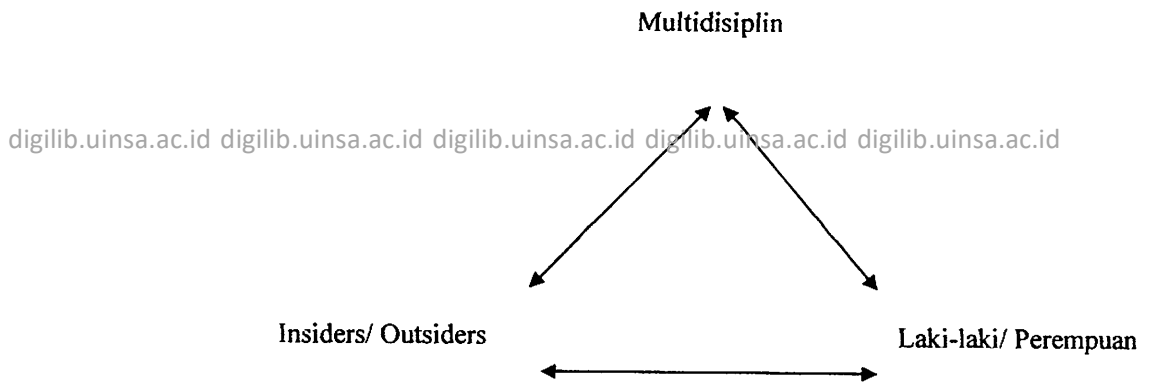 Multidisiplin
digilib.uinsa.ac.id digilib.uinsa.ac.id digilib.uinsa.ac.id digilib.uinsa.ac.id digilib.uinsa.ac.id
Insiders/ Outsiders
Laki-laki/ Perempuan